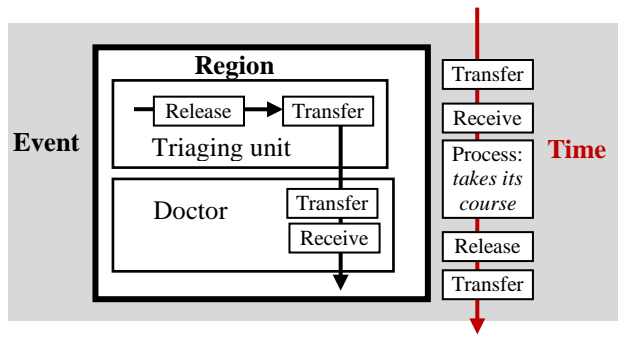 Event
Region
Release
Transfer
Triaging unit
Doctor
Transfer
Receive
Transfer
Receive
Process:
takes its
course
Release
Transfer
Time